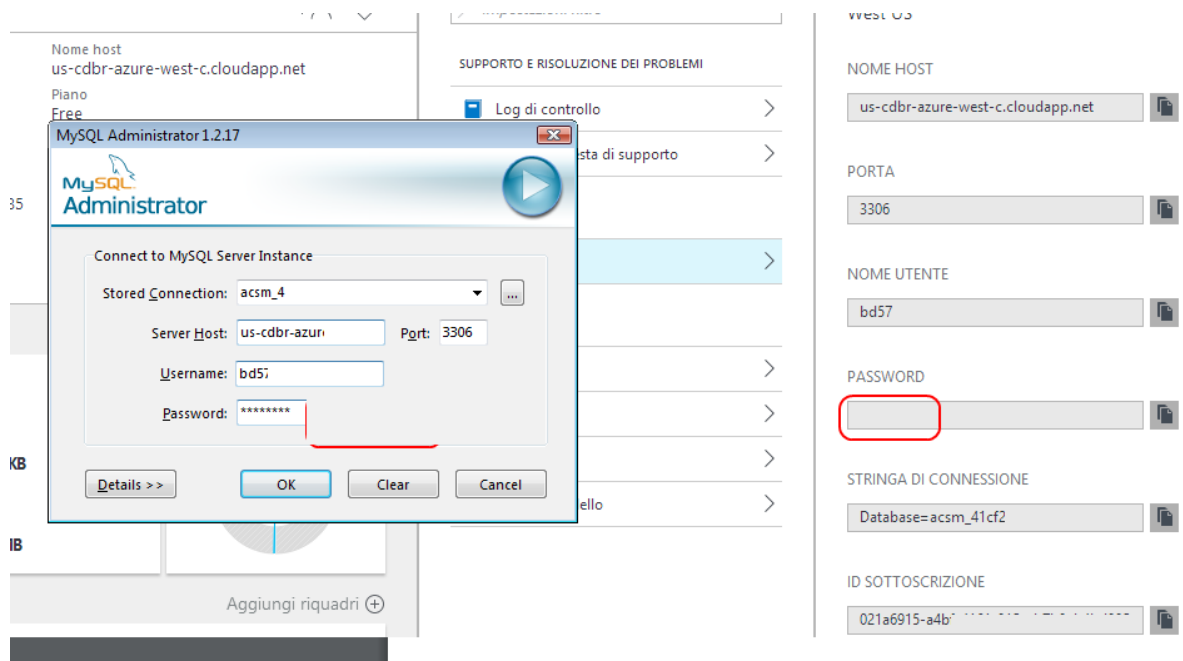 Nome host
us-cdbr-azure-west-c.cloudapp.net
Piano
Free
35
KB
Aggiungi riquadri
MySQL Administrator 1.2.17
MySQL
Administrator
Connect to MySQL Server Instance
Stored Connection: acsm_4
...
Server Host: us-cdbr-azur
Port: 3306
Username: bd57
Password: ********
Details >>
OK
Clear
Cancel
SUPPORTO E RISOLUZIONE DEI PROBLEMI
Log di controllo
esta di supporto
ello
West US
NOME HOST
us-cdbr-azure-west-c.cloudapp.net
PORTA
3306
NOME UTENTE
bd57
PASSWORD
STRINGA DI CONNESSIONE
Database=acsm_41cf2
ID SOTTOSCRIZIONE
021a6915-a4b